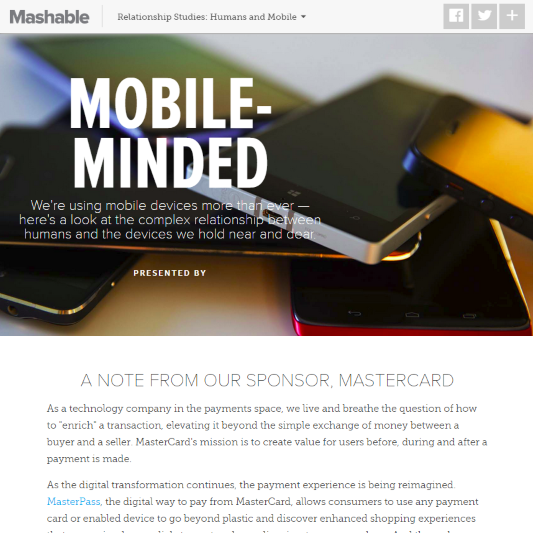 Mashable
Relationship Studies: Humans and Mobile
MOBILE-
MINDED
We're using mobile devices more than ever —
here's a look at the complex relationship between
humans and the devices we hold near and dear.
PRESENTED BY
A NOTE FROM OUR SPONSOR, MASTERCARD
As a technology company in the payments space, we live and breathe the question of how
to "enrich" a transaction, elevating it beyond the simple exchange of money between a
buyer and a seller. MasterCard's mission is to create value for users before, during and after a
payment is made.
As the digital transformation continues, the payment experience is being reimagined.
MasterPass, the digital way to pay from MasterCard, allows consumers to use any payment
card or enabled device to go beyond plastic and discover enhanced shopping experiences